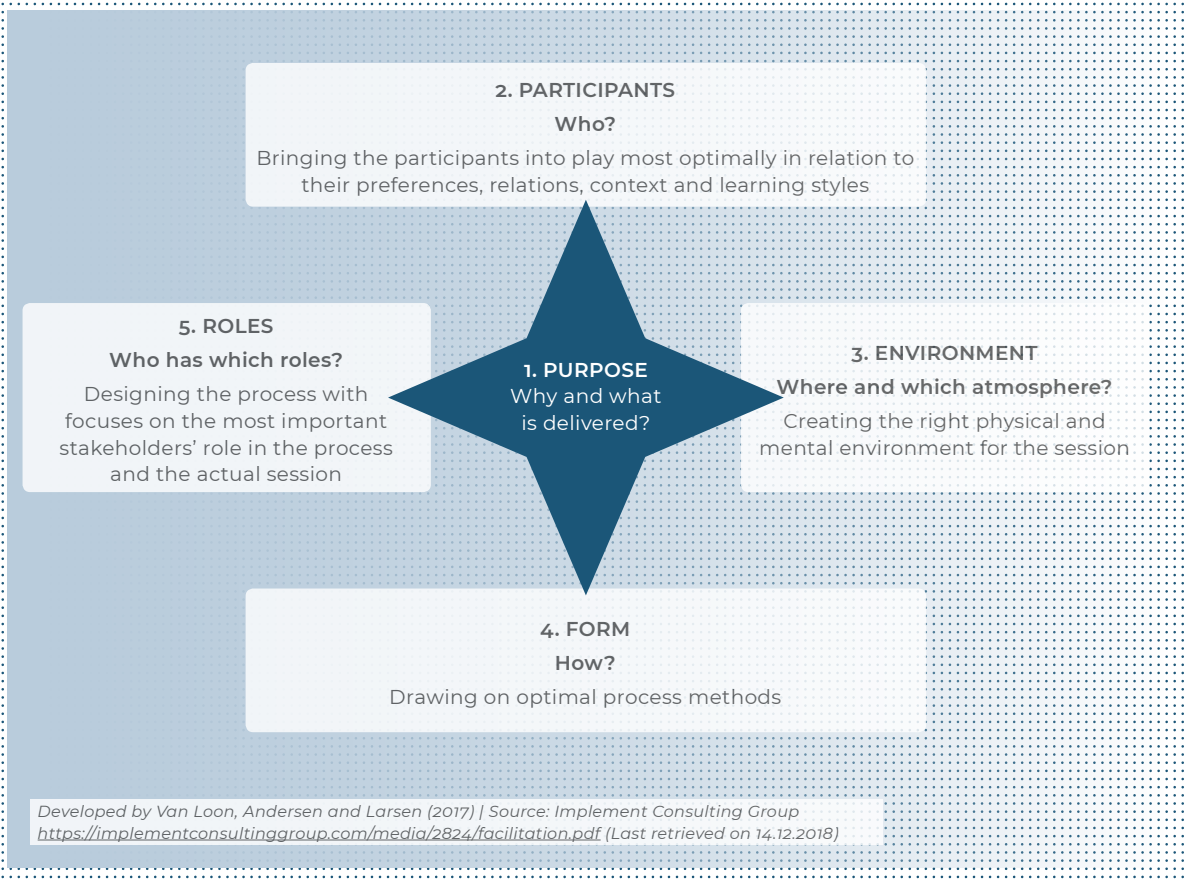 2. PARTICIPANTS
Who?
Bringing the participants into play most optimally in relation to
their preferences, relations, context and learning styles
5. ROLES
Who has which roles?
Designing the process with
focuses on the most important
stakeholders’ role in the process
and the actual session
1. PURPOSE
Why and what
is delivered?
3. ENVIRONMENT
Where and which atmosphere?
Creating the right physical and
mental environment for the session
4. FORM
How?
Drawing on optimal process methods
Developed by Van Loon, Andersen and Larsen (2017) | Source: Implement Consulting Group
https://implementconsultinggroup.com/media/2824/facilitation.pdf (Last retrieved on 14.12.2018)